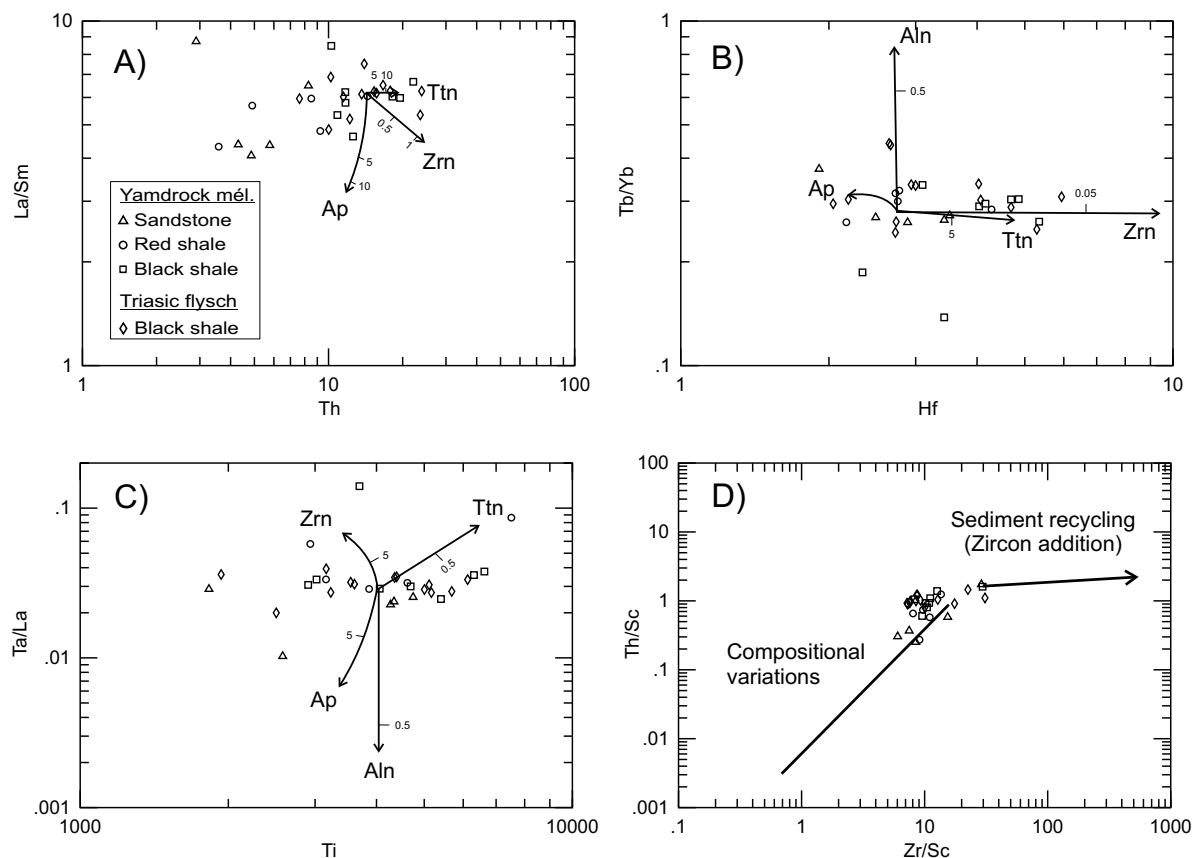 A)
10
1
La/Sm
5 10
Ttn
0.5
1
Zrn
5
10
Ap
Yamdrock mél.
Sandstone
Red shale
Black shale
Triasic flysch
Black shale
1
10
100
Th
B)
1
.1
Tb/Yb
Aln
0.5
Ap
0.05
5
Ttn
Zrn
1
10
Hf
C)
.1
.01
.001
Ta/La
Zrn
5
Ttn
0.5
5
Ap
0.5
Aln
1000
10000
Ti
D)
100
10
1
.1
.01
.001
Th/Sc
Sediment recycling
(Zircon addition)
Compositional
variations
.1
1
10
100
1000
Zr/Sc